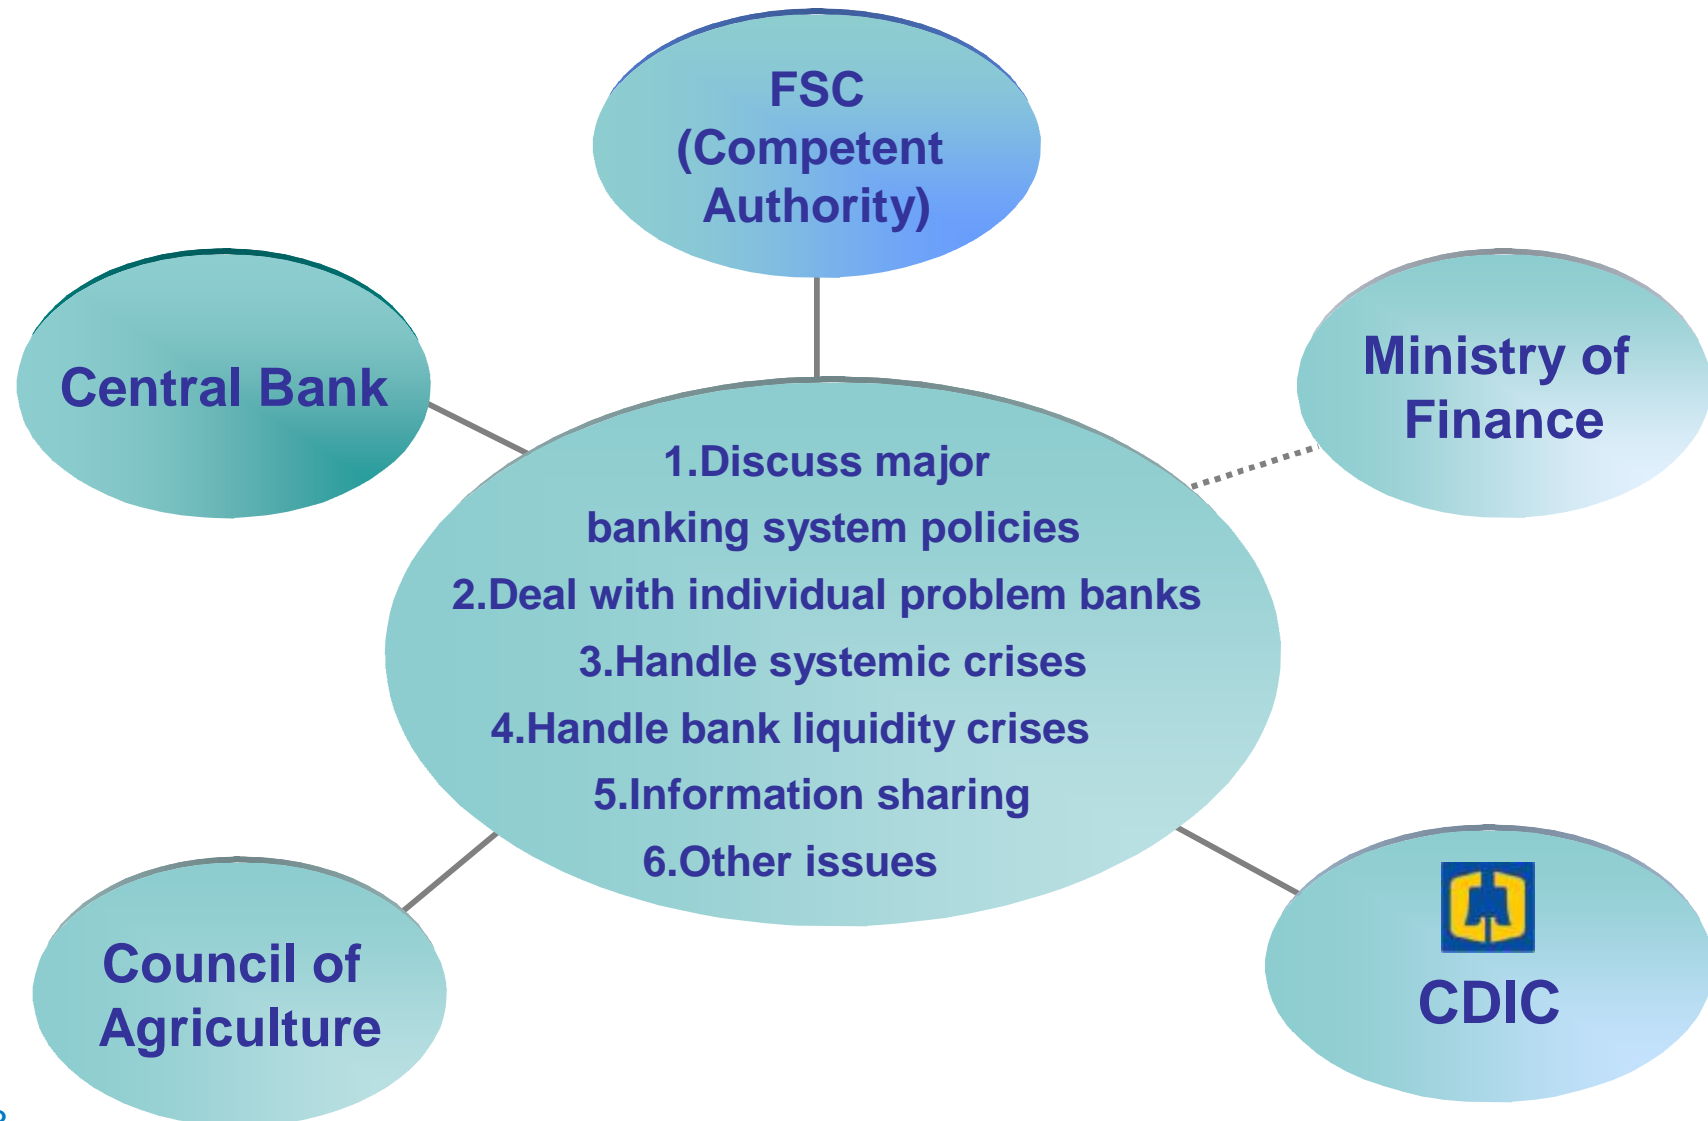 FSC
(Competent
Authority)
Central Bank
Ministry of
Finance
1.Discuss major
banking system policies
2.Deal with individual problem banks
3.Handle systemic crises
4.Handle bank liquidity crises
5.Information sharing
6.Other issues
Council of
Agriculture
CDIC